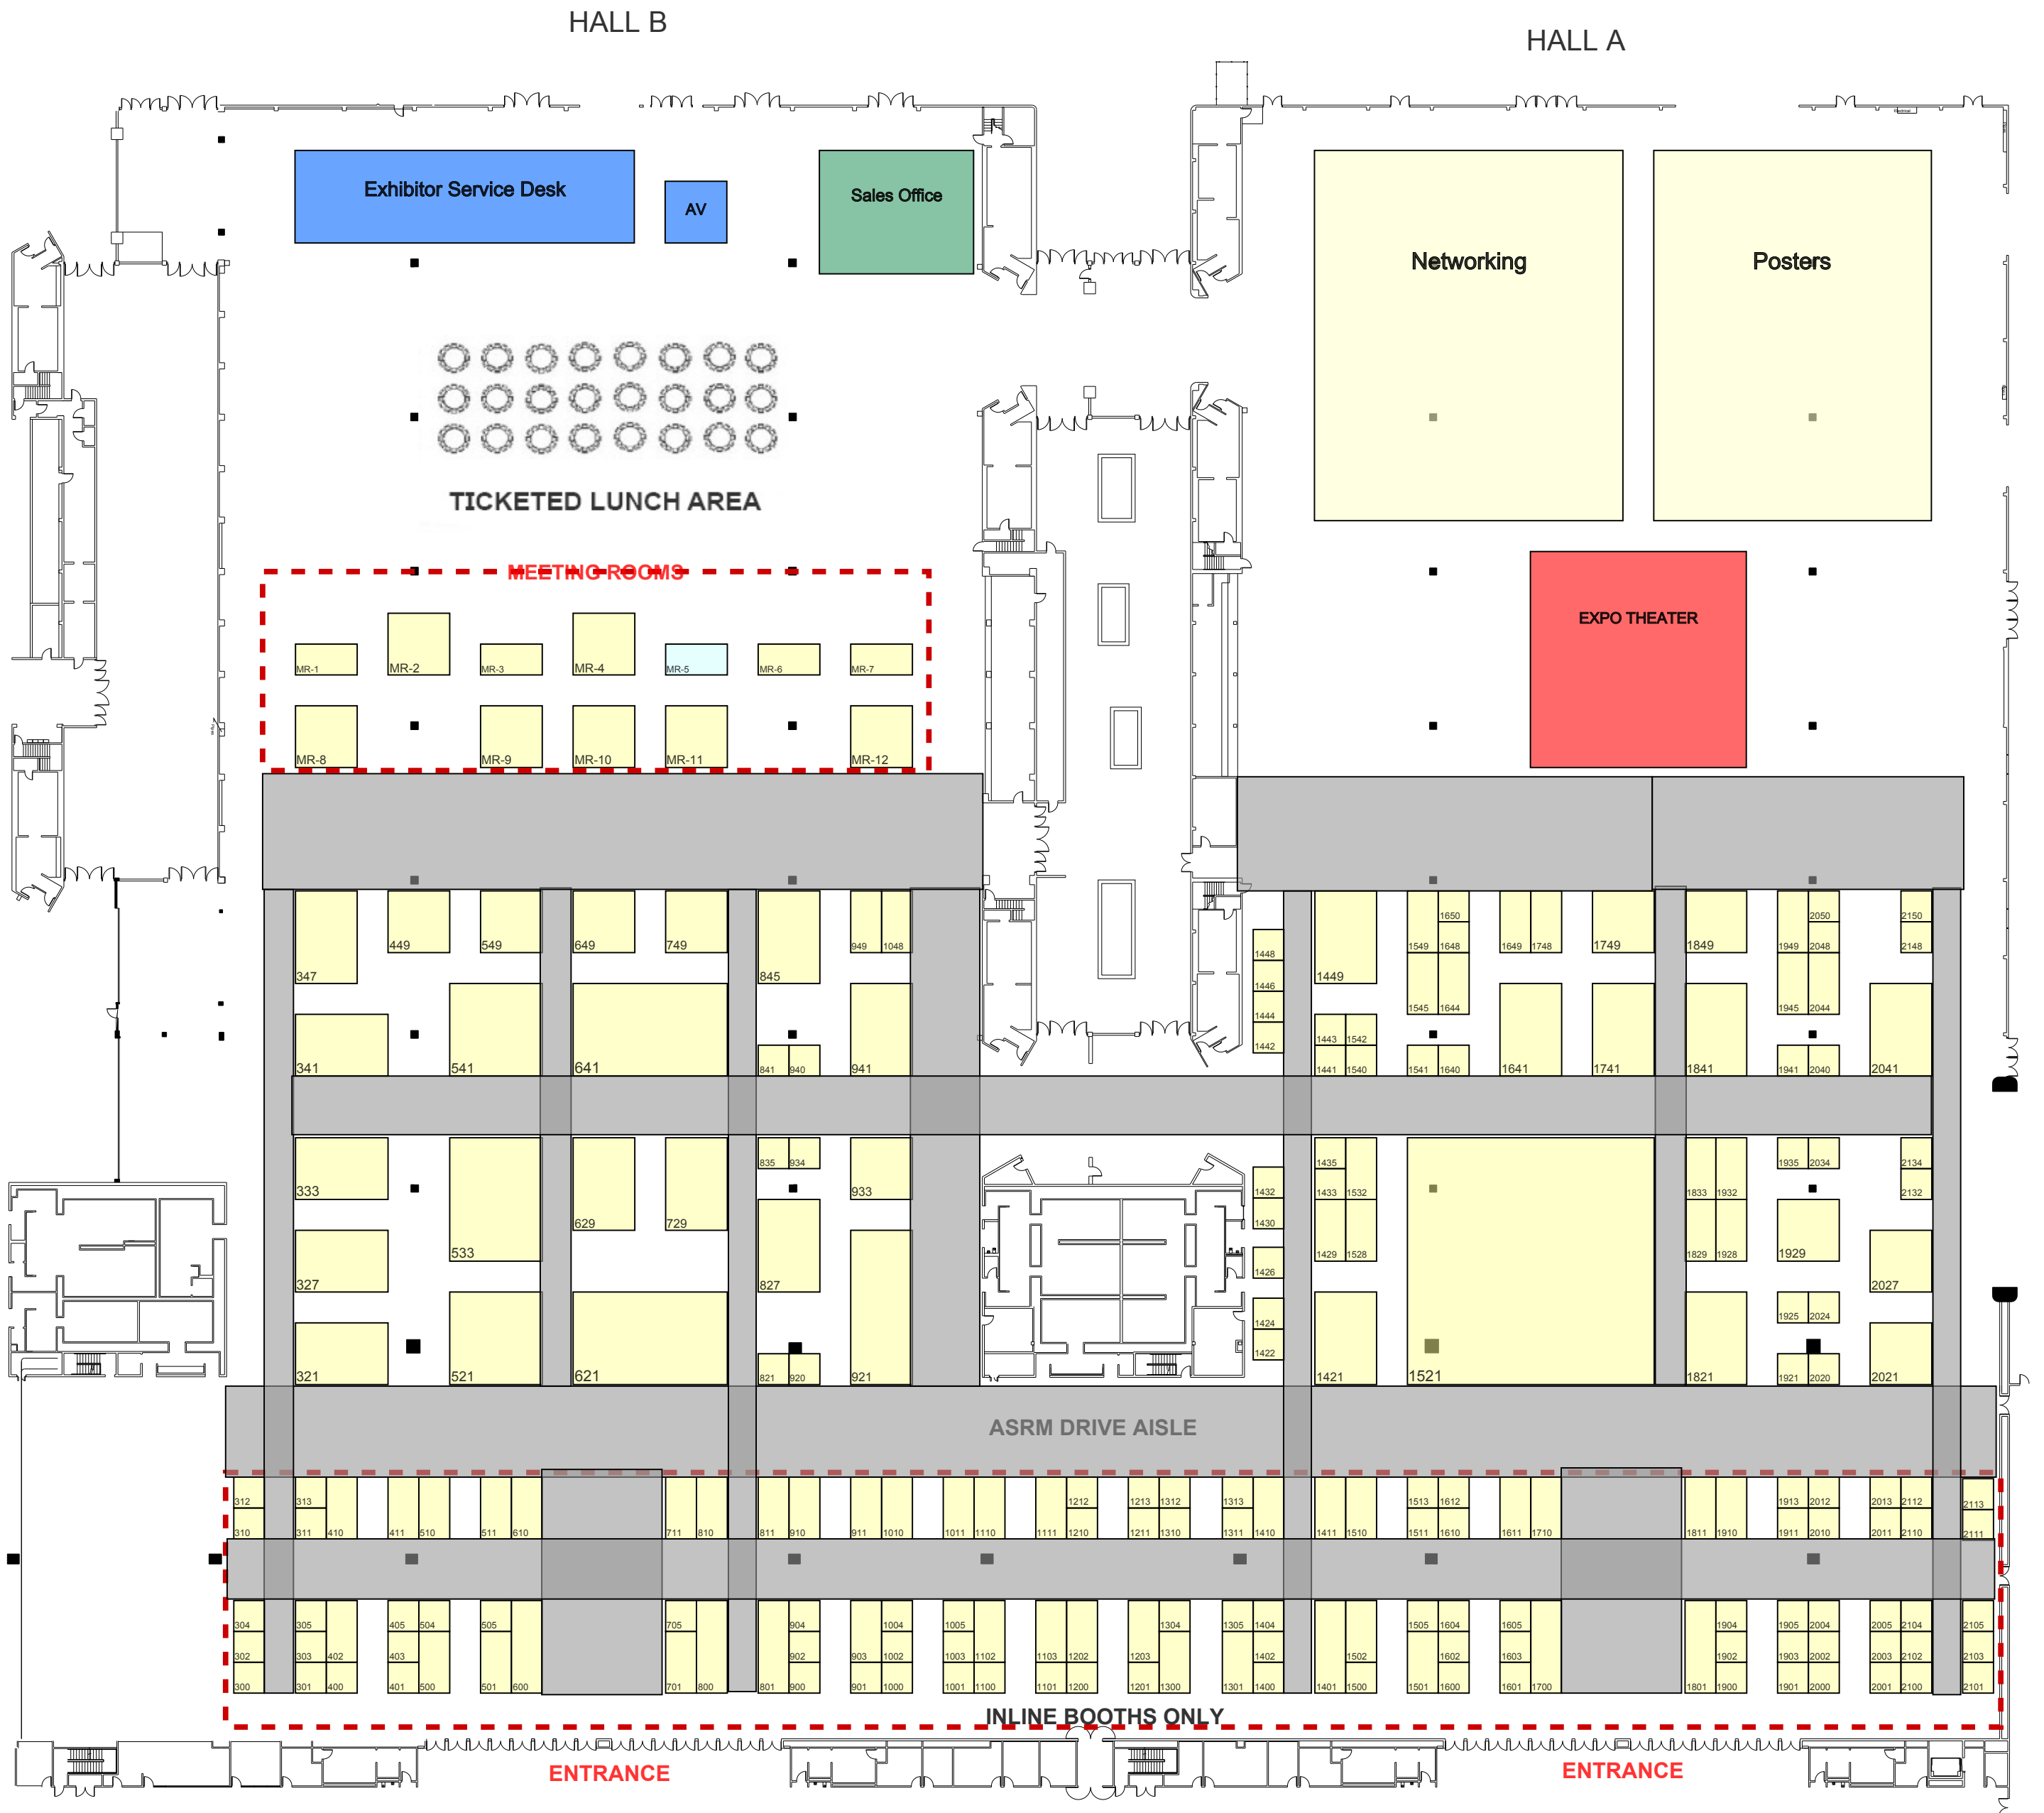 HALL B
HALL A
Exhibitor Service Desk
AV
Sales Office
Networking
Posters
TICKETED LUNCH AREA
MEETING ROOMS
EXPO THEATER
MR-1 MR-2 MR-3 MR-4 MR-5 MR-6 MR-7
MR-8 MR-9 MR-10 MR-11 MR-12
1650 2050 2150
449 549 649 749 949 1048 1448 1549 1648 1649 1748 1749 1849 1949 2048 2148
347 845 1446 1449
1444 1545 1644 1945 2044
1443 1542 1442
341 541 641 841 940 941 1441 1540 1541 1640 1641 1741 1841 1941 2040 2041
835 934 1435 1935 2034 2134
333 933 1432 1433 1532 1833 1932 2132
629 729 1430
533 1429 1528 1829 1928 1929
327 827 1426 2027
1424 1925 2024
1422
321 521 621 821 920 921 1421 1521 1821 1921 2020 2021
ASRM DRIVE AISLE
312 313 1212 1213 1312 1313 1513 1612 1913 2012 2013 2112 2113
310 311 410 411 510 511 610 711 810 811 910 911 1010 1011 1110 1111 1210 1211 1310 1311 1410 1411 1510 1511 1610 1611 1710 1811 1910 1911 2010 2011 2110 2111
304 305 405 504 505 705 904 1004 1005 1304 1305 1404 1505 1604 1605 1904 1905 2004 2005 2104 2105
302 303 402 403 902 903 1002 1003 1102 1103 1202 1203 1402 1502 1602 1603 1902 1903 2002 2003 2102 2103
300 301 400 401 500 501 600 701 800 801 900 901 1000 1001 1100 1101 1200 1201 1300 1301 1400 1401 1500 1501 1600 1601 1700 1801 1900 1901 2000 2001 2100 2101
INLINE BOOTHS ONLY
ENTRANCE
ENTRANCE